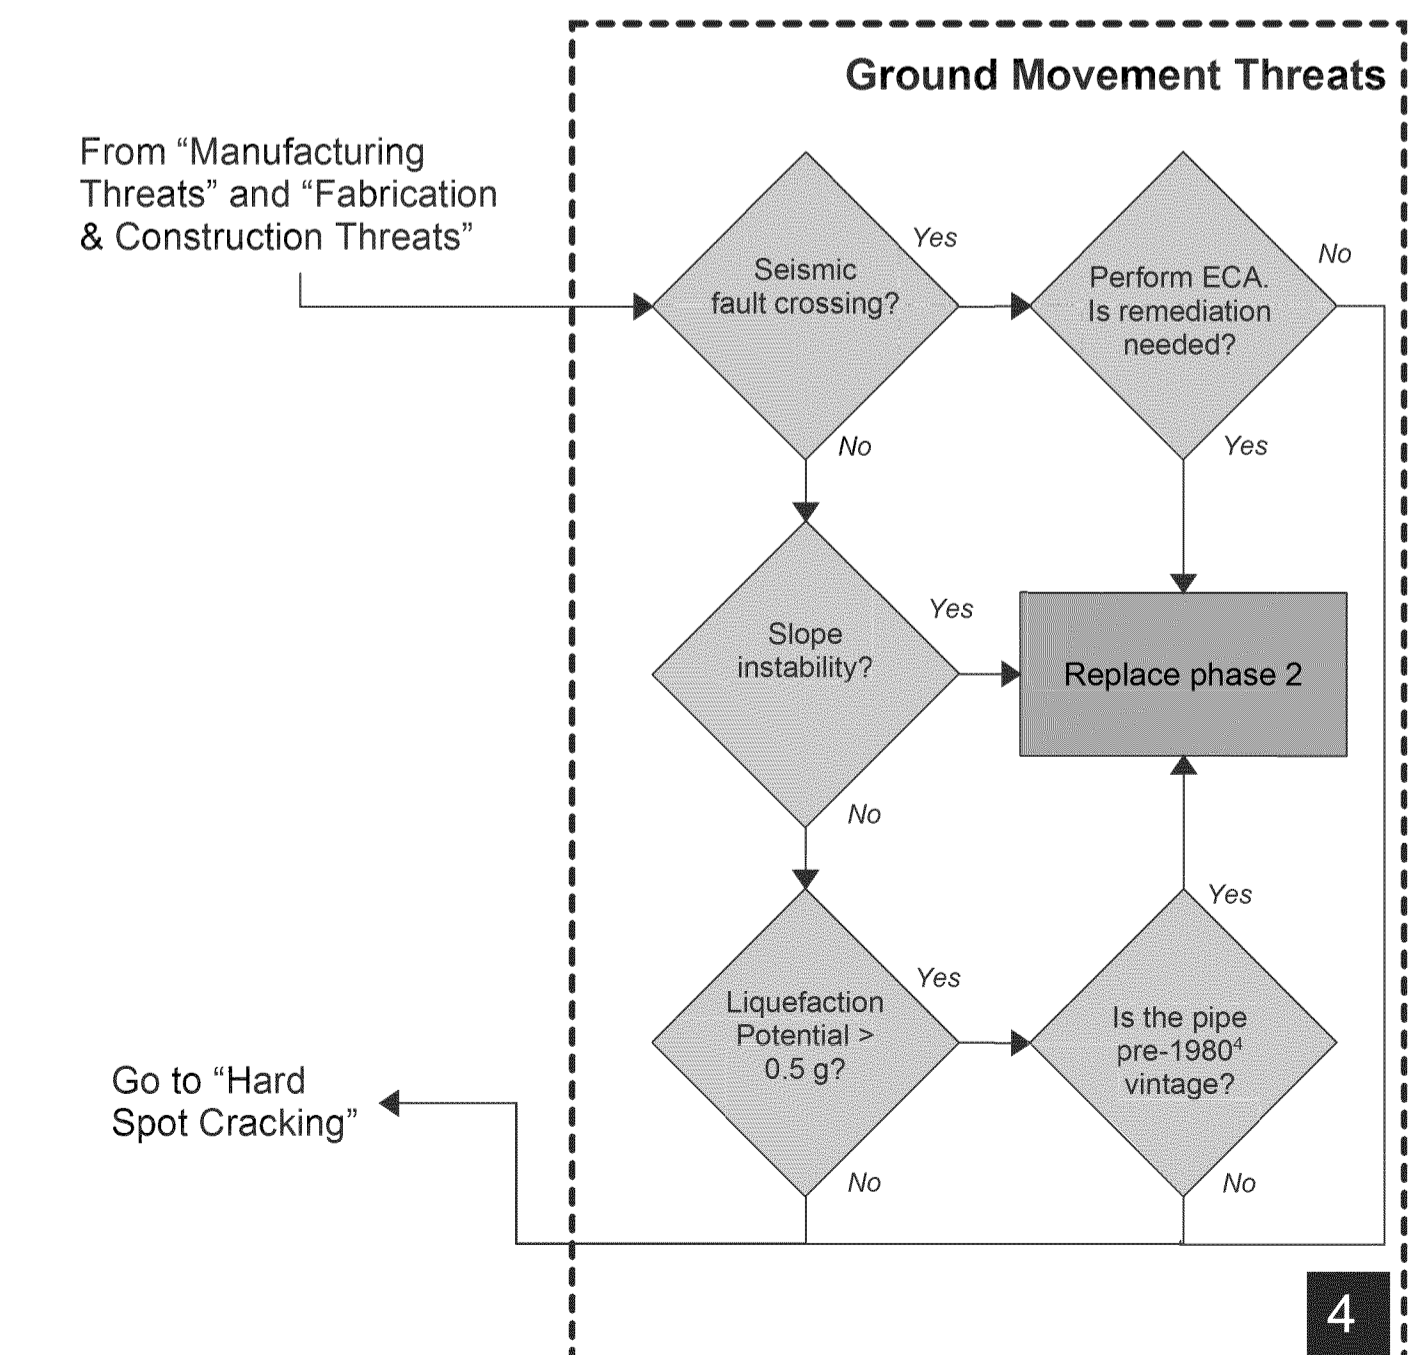 Ground Movement Threats
From “Manufacturing
Threats” and “Fabrication
& Construction Threats”
Seismic
fault crossing?
Yes
No
Perform ECA.
Is remediation
needed?
No
Yes
Slope
instability?
Yes
No
Replace phase 2
Liquefaction
Potential >
0.5 g?
Yes
No
Is the pipe
pre-1980⁴
vintage?
Yes
No
Go to “Hard
Spot Cracking”
4